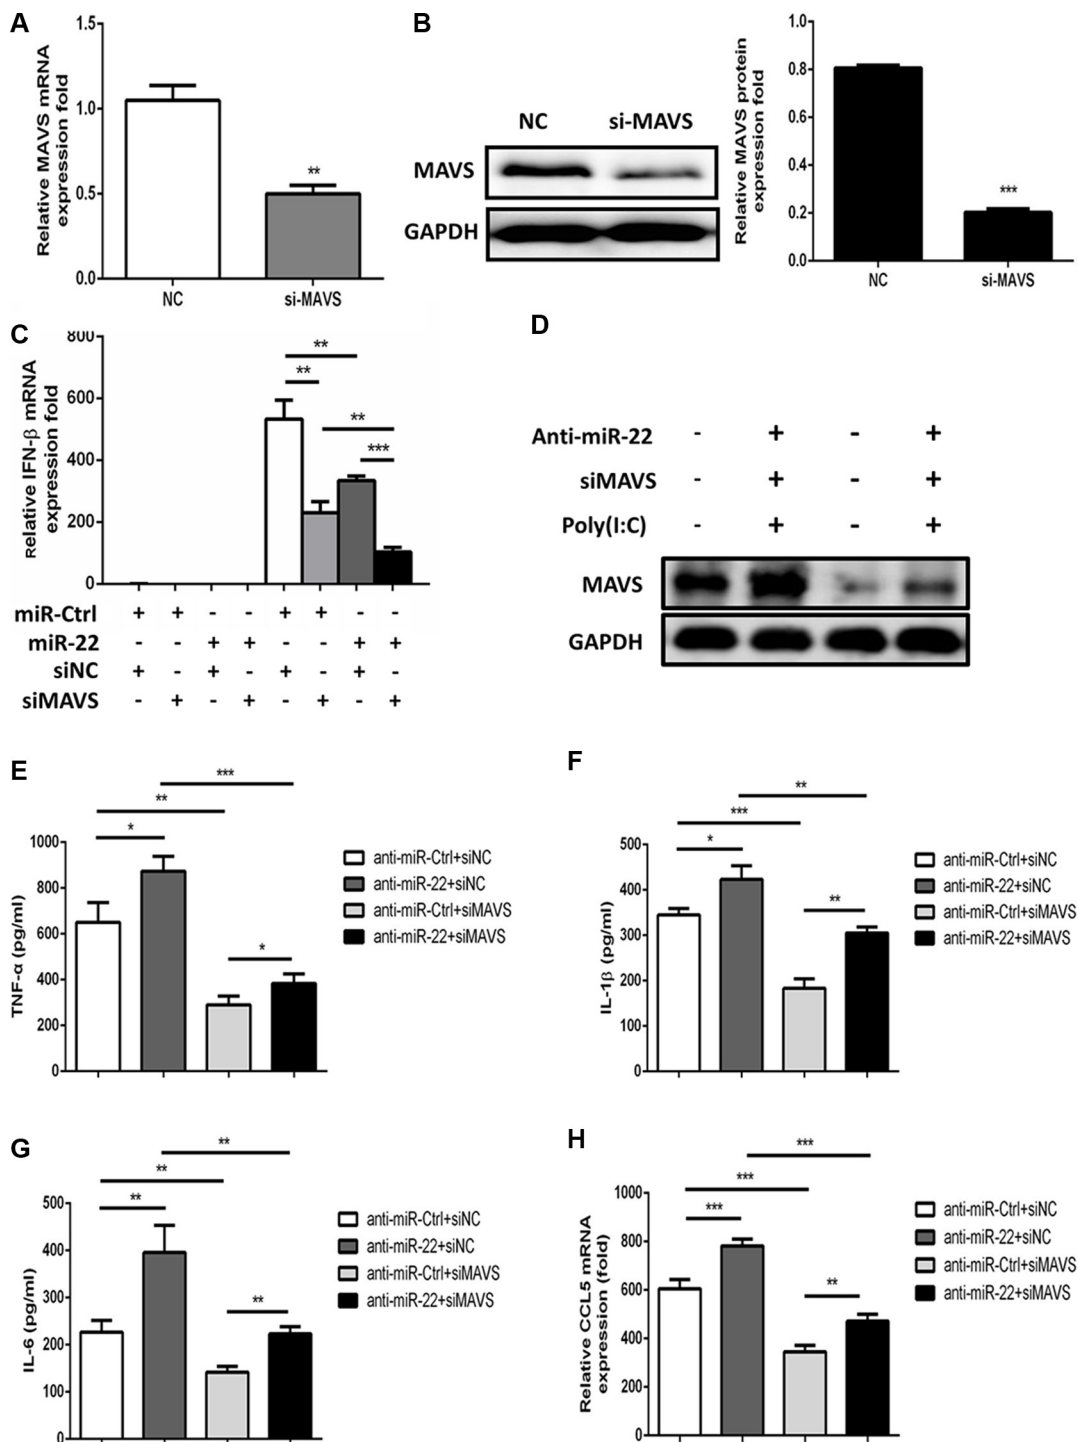 A
Relative MAVS mRNA
expression fold
1.5
1.0
0.5
0.0
**
NC
si-MAVS
B
NC
si-MAVS
MAVS
GAPDH
Relative MAVS protein
expression fold
1.0
0.8
0.6
0.4
0.2
0.0
***
NC
si-MAVS
C
Relative IFN-β mRNA
expression fold
800
600
400
200
0
**
**
**
***
miR-Ctrl + + - - + + - -
miR-22 - - + + - - + +
siNC + - + - + - + -
siMAVS - + - + - + - +
D
Anti-miR-22 - + - +
siMAVS - + - +
Poly(I:C) - + - +
MAVS
GAPDH
E
TNF-α (pg/ml)
1000
800
600
400
200
0
***
**
*
*
anti-miR-Ctrl+siNC
anti-miR-22+siNC
anti-miR-Ctrl+siMAVS
anti-miR-22+siMAVS
F
IL-1β (pg/ml)
500
400
300
200
100
0
**
***
*
**
anti-miR-Ctrl+siNC
anti-miR-22+siNC
anti-miR-Ctrl+siMAVS
anti-miR-22+siMAVS
G
IL-6 (pg/ml)
500
400
300
200
100
0
**
**
**
**
anti-miR-Ctrl+siNC
anti-miR-22+siNC
anti-miR-Ctrl+siMAVS
anti-miR-22+siMAVS
H
Relative CCL5 mRNA
expression (fold)
1000
800
600
400
200
0
***
***
***
**
anti-miR-Ctrl+siNC
anti-miR-22+siNC
anti-miR-Ctrl+siMAVS
anti-miR-22+siMAVS